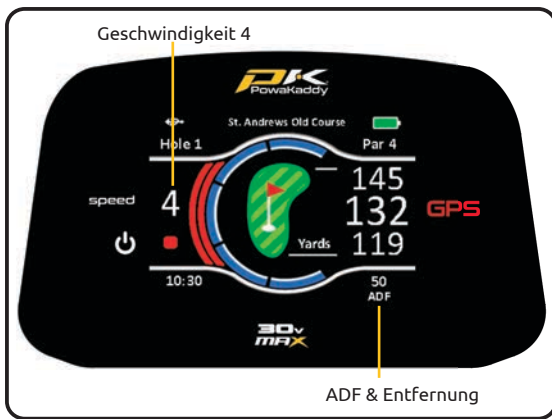 Geschwindigkeit 4
PK
PowaKaddy
St. Andrews Old Course
Hole 1
Par 4
145
speed 4
132 GPS
Yards 119
10:30
50
ADF
30v
MAX
ADF & Entfernung